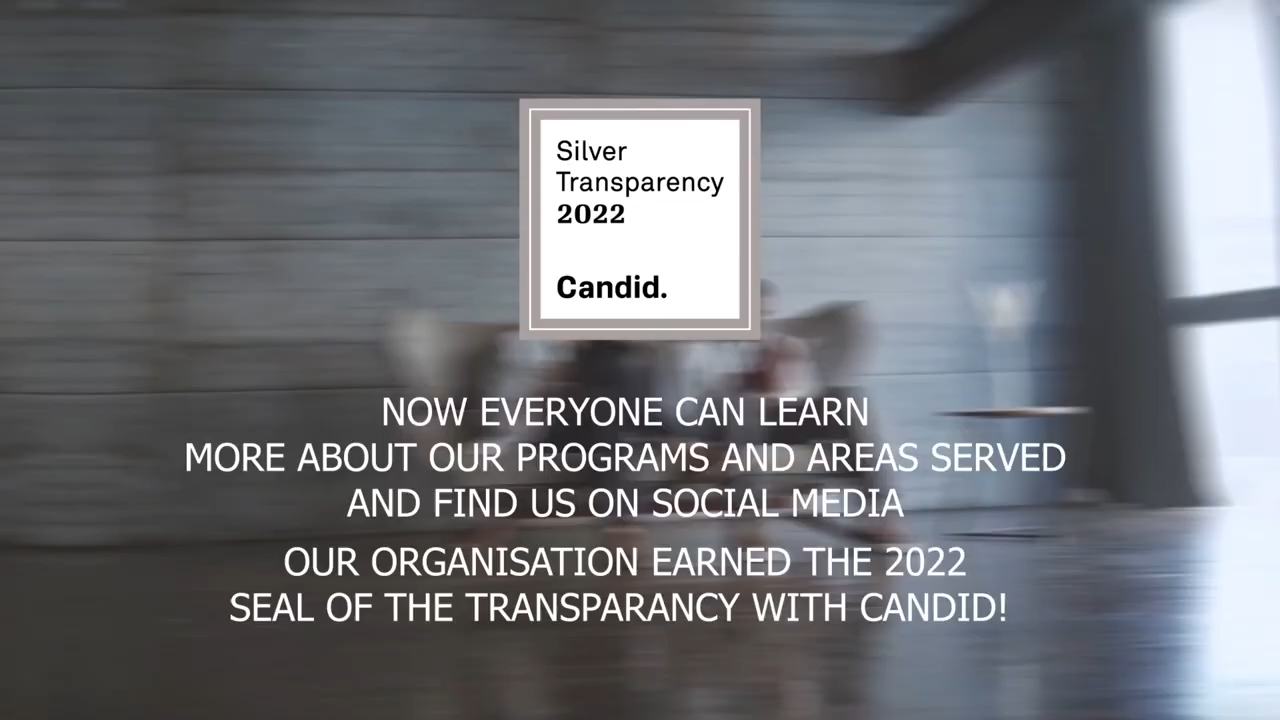 Silver
Transparency
2022
Candid.
NOW EVERYONE CAN LEARN
MORE ABOUT OUR PROGRAMS AND AREAS SERVED
AND FIND US ON SOCIAL MEDIA
OUR ORGANISATION EARNED THE 2022
SEAL OF THE TRANSPARANCY WITH CANDID!